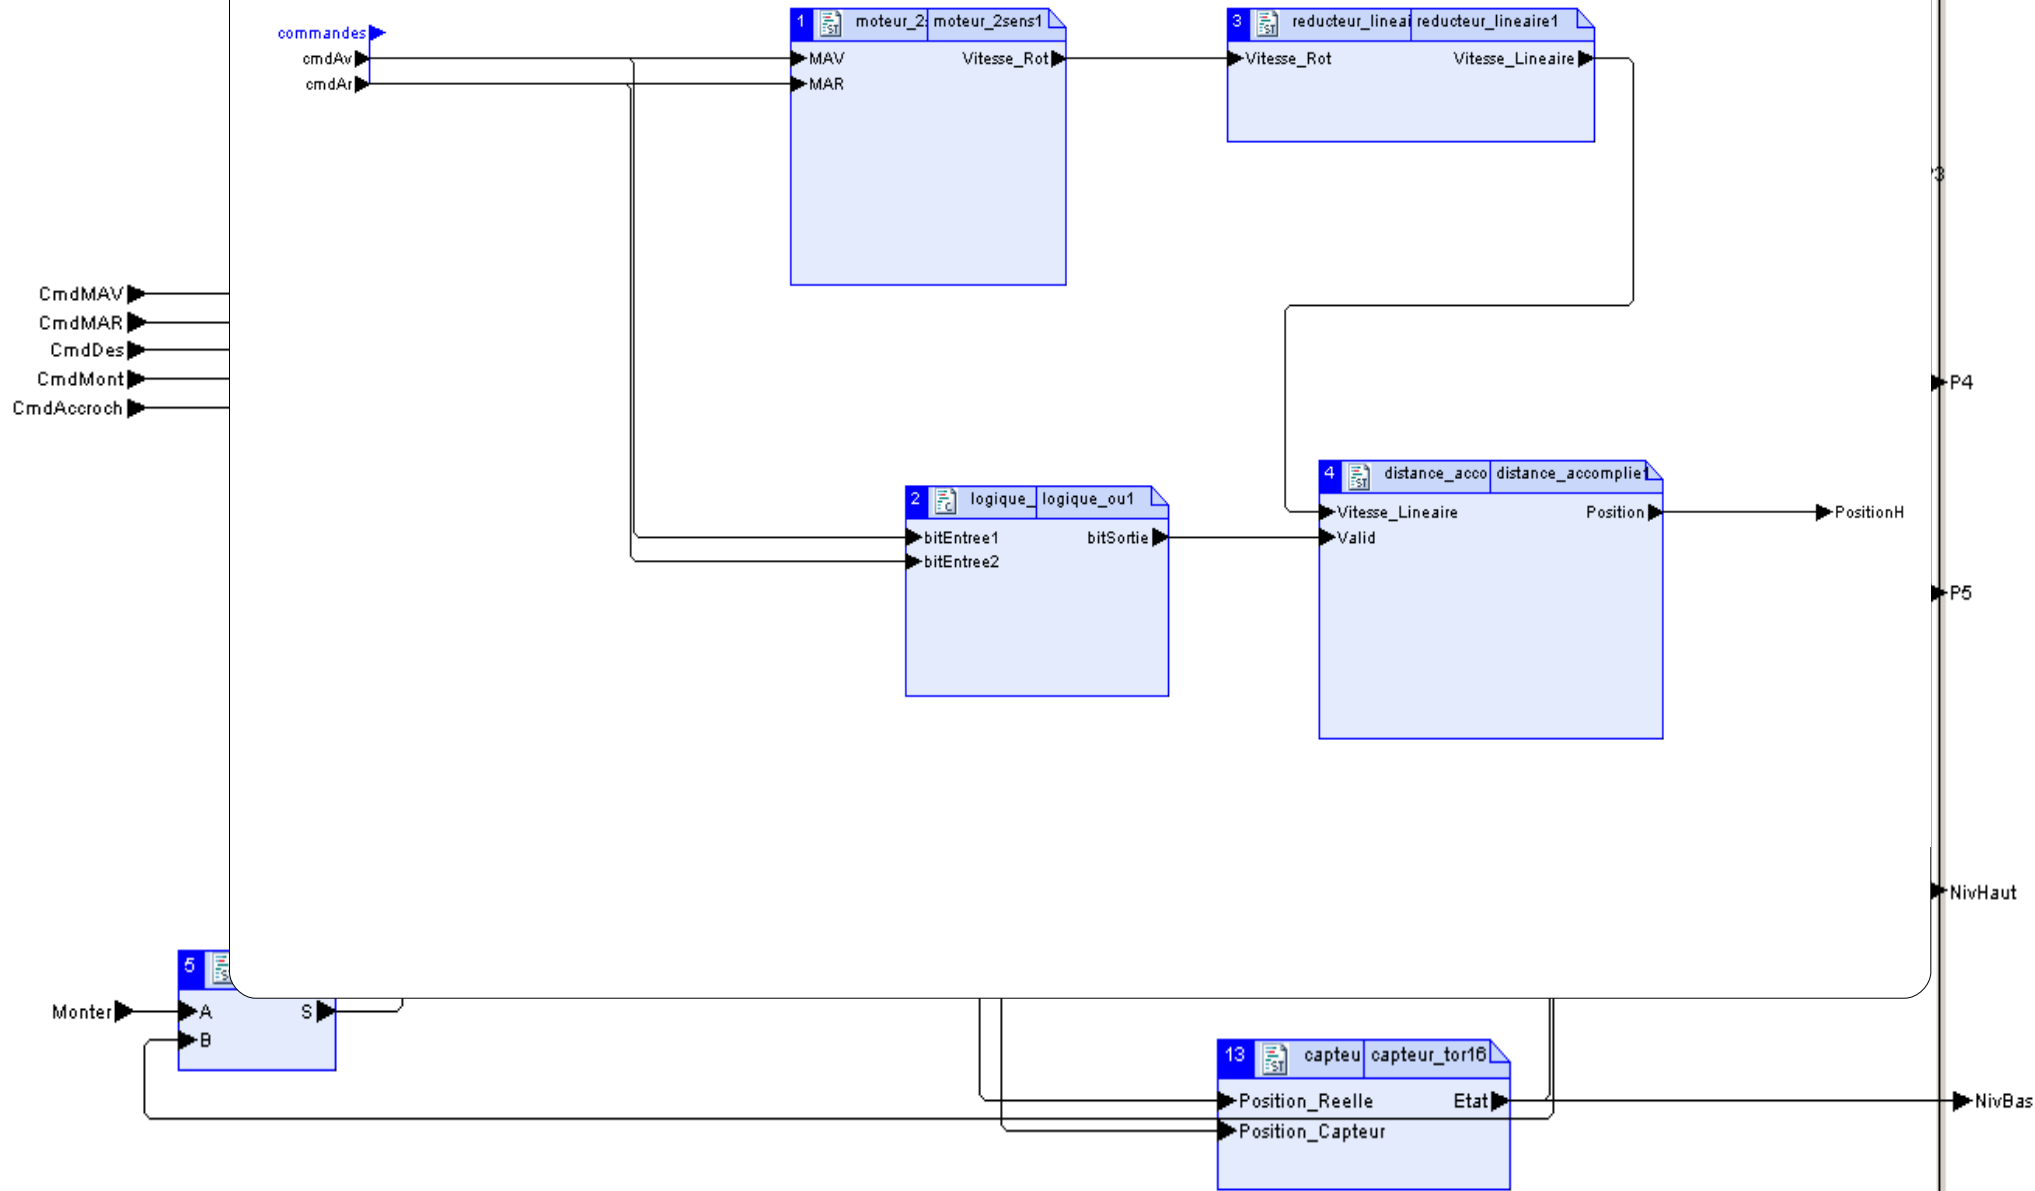 commandes
cmdAv
cmdAr
1 moteur_2 moteur_2sens1
MAV Vitesse_Rot
MAR
3 reducteur_lineai reducteur_lineaire1
Vitesse_Rot Vitesse_Lineaire
CmdMAV
CmdMAR
CmdDes
CmdMont
CmdAccroch
P4
2 logique_ logique_ou1
bitEntree1 bitSortie
bitEntree2
4 distance_acco distance_accomplie1
Vitesse_Lineaire Position
Valid
PositionH
P5
NivHaut
5
Monter
A S
B
13 capteu capteur_tor16
Position_Reelle Etat
Position_Capteur
NivBas